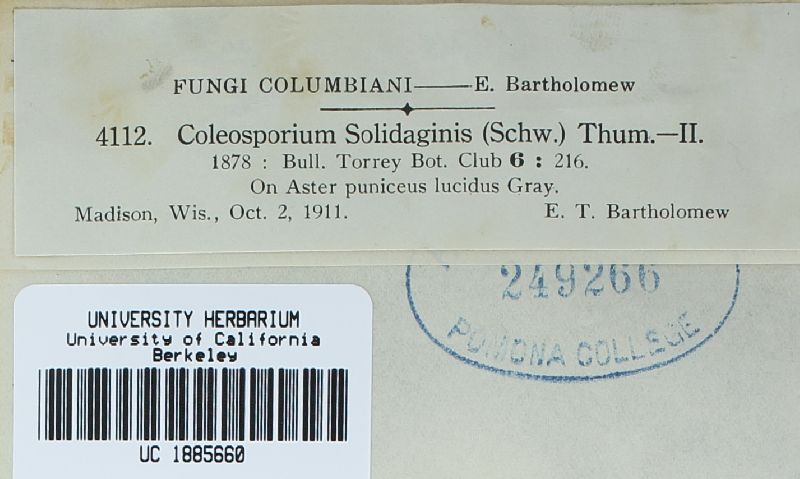 FUNGI COLUMBIANI——E. Bartholomew
4112. Coleosporium Solidaginis (Schw.) Thum.—II.
1878 : Bull. Torrey Bot. Club 6 : 216.
On Aster puniceus lucidus Gray.
Madison, Wis., Oct. 2, 1911. E. T. Bartholomew
249266
POMONA COLLEGE
UNIVERSITY HERBARIUM
University of California
Berkeley
UC 1885660